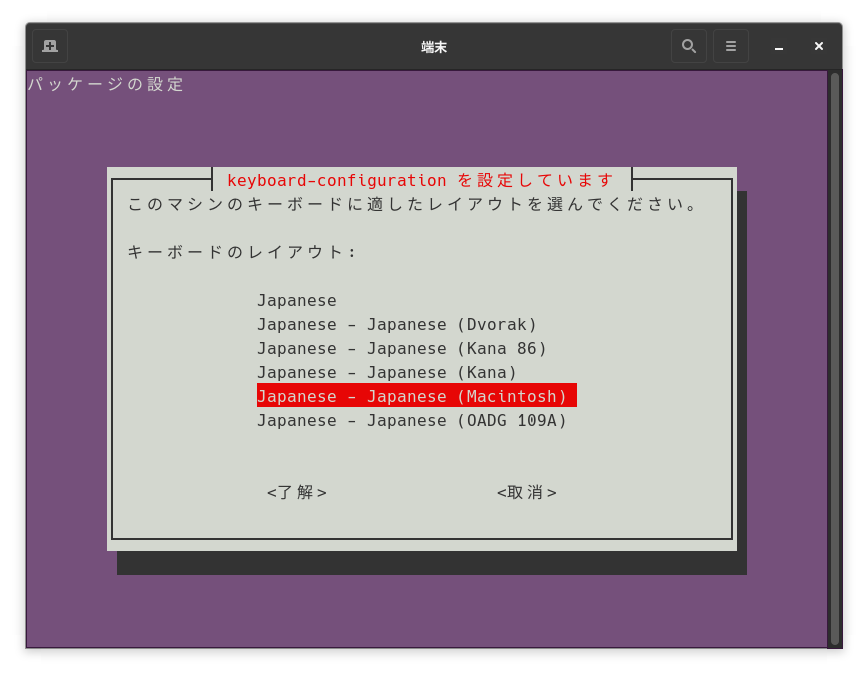 端末
パッケージの設定
keyboard-configuration を設定しています
このマシンのキーボードに適したレイアウトを選んでください。
キーボードのレイアウト:
Japanese
Japanese - Japanese (Dvorak)
Japanese - Japanese (Kana 86)
Japanese - Japanese (Kana)
Japanese - Japanese (Macintosh)
Japanese - Japanese (OADG 109A)
<了解> <取消>